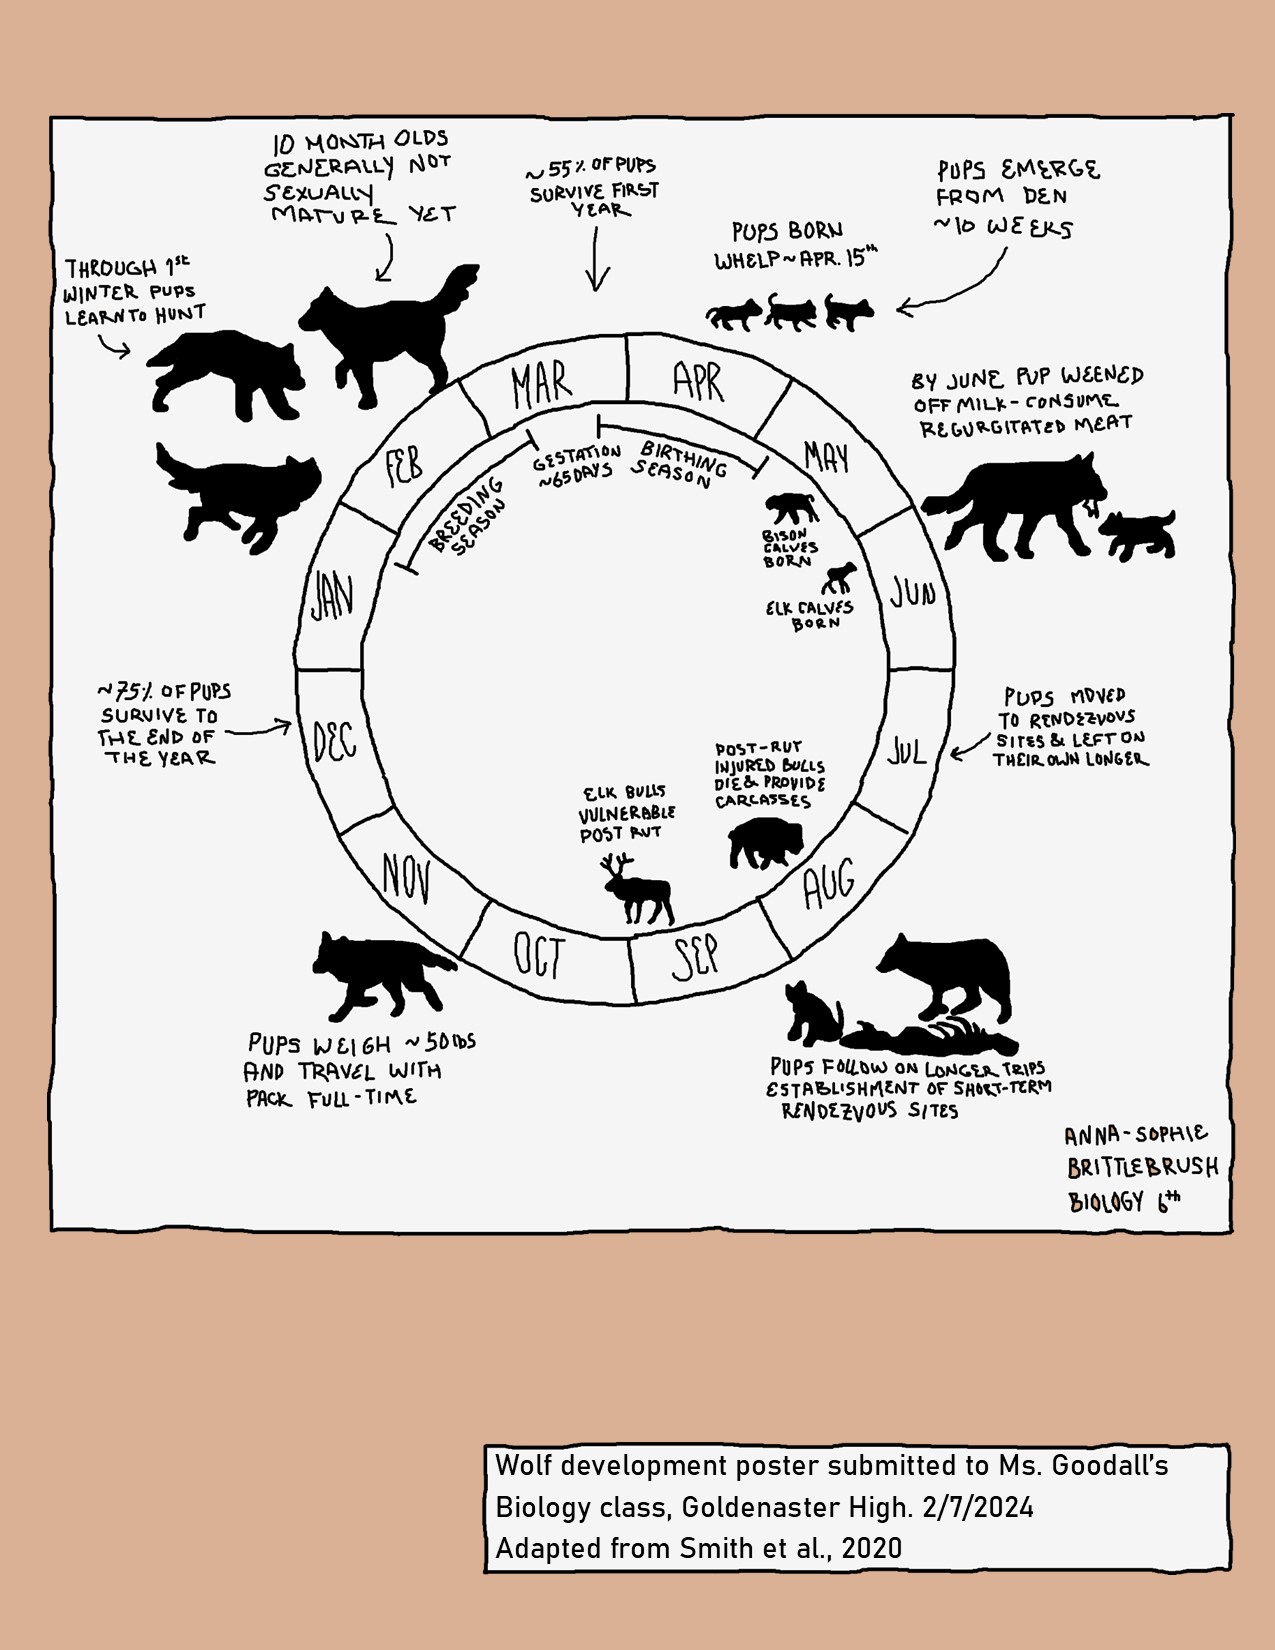 10 MONTH OLDS
GENERALLY NOT
SEXUALLY
MATURE YET
~55% OF PUPS
SURVIVE FIRST
YEAR
PUPS EMERGE
FROM DEN
~10 WEEKS
PUPS BORN
WHELP~APR. 15th
THROUGH 1st
WINTER PUPS
LEARN TO HUNT
BY JUNE PUP WEENED
OFF MILK-CONSUME
REGURGITATED MEAT
MAR
APR
MAY
JUN
JUL
AUG
SEP
OCT
NOV
DEC
JAN
FEB
BREEDING
SEASON
GESTATION
~65DAYS
BIRTHING
SEASON
BISON
CALVES
BORN
ELK CALVES
BORN
~75% OF PUPS
SURVIVE TO
THE END OF
THE YEAR
PUPS MOVED
TO RENDEZVOUS
SITES & LEFT ON
THEIR OWN LONGER
POST-RUT
INJURED BULLS
DIE & PROVIDE
CARCASSES
ELK BULLS
VULNERABLE
POST RUT
PUPS WEIGH ~50lbs
AND TRAVEL WITH
PACK FULL-TIME
PUPS FOLLOW ON LONGER TRIPS
ESTABLISHMENT OF SHORT-TERM
RENDEZVOUS SITES
ANNA-SOPHIE
BRITTLEBRUSH
BIOLOGY 6th
Wolf development poster submitted to Ms. Goodall's
Biology class, Goldenaster High. 2/7/2024
Adapted from Smith et al., 2020